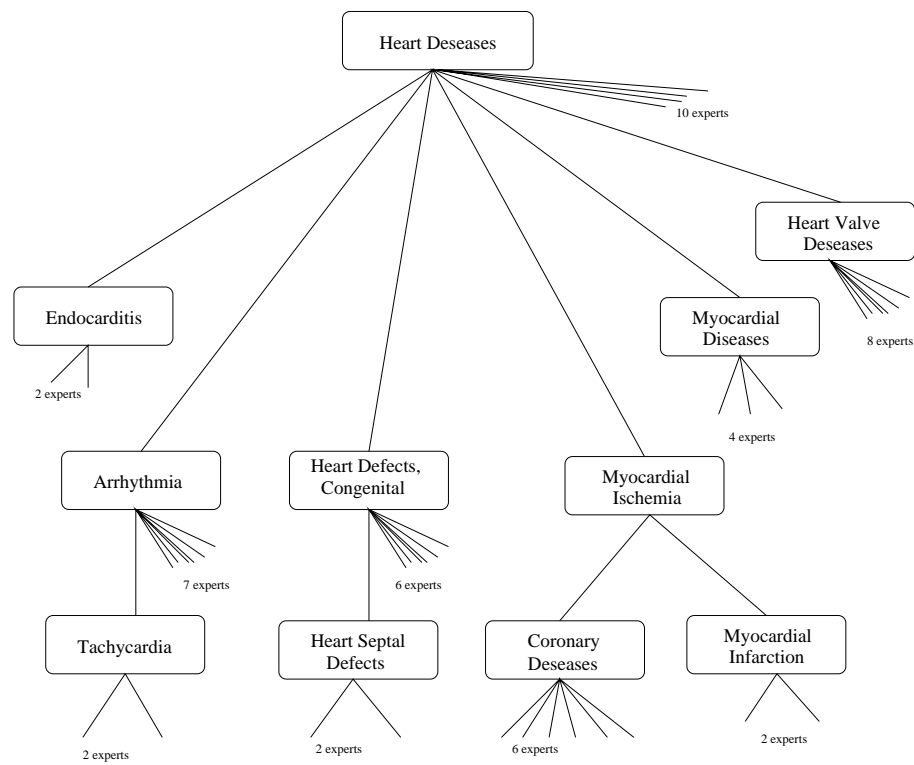 Heart Deseases
10 experts
Heart Valve
Deseases
8 experts
Endocarditis
2 experts
Myocardial
Diseases
4 experts
Arrhythmia
7 experts
Heart Defects,
Congenital
6 experts
Myocardial
Ischemia
Tachycardia
2 experts
Heart Septal
Defects
2 experts
Coronary
Deseases
6 experts
Myocardial
Infarction
2 experts